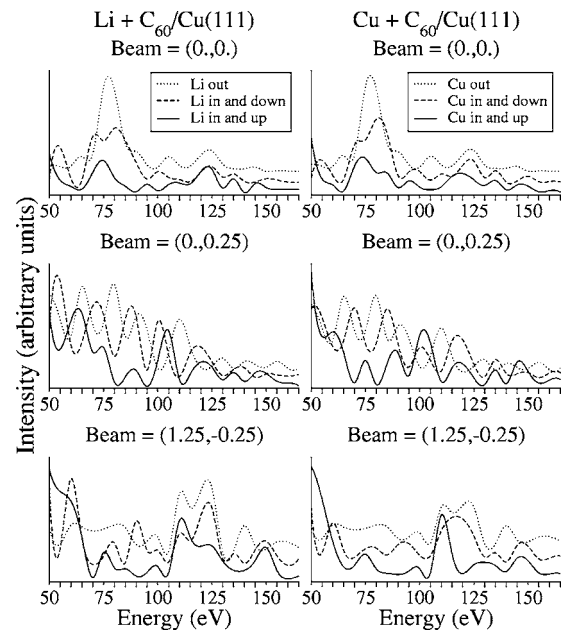 Li + C60/Cu(111)
Beam = (0.,0.)
Li out
Li in and down
Li in and up
50 75 100 125 150
Beam = (0.,0.25)
50 75 100 125 150
Beam = (1.25,-0.25)
50 75 100 125 150
Energy (eV)
Cu + C60/Cu(111)
Beam = (0.,0.)
Cu out
Cu in and down
Cu in and up
50 75 100 125 150
Beam = (0.,0.25)
50 75 100 125 150
Beam = (1.25,-0.25)
50 75 100 125 150
Energy (eV)
Intensity (arbitrary units)